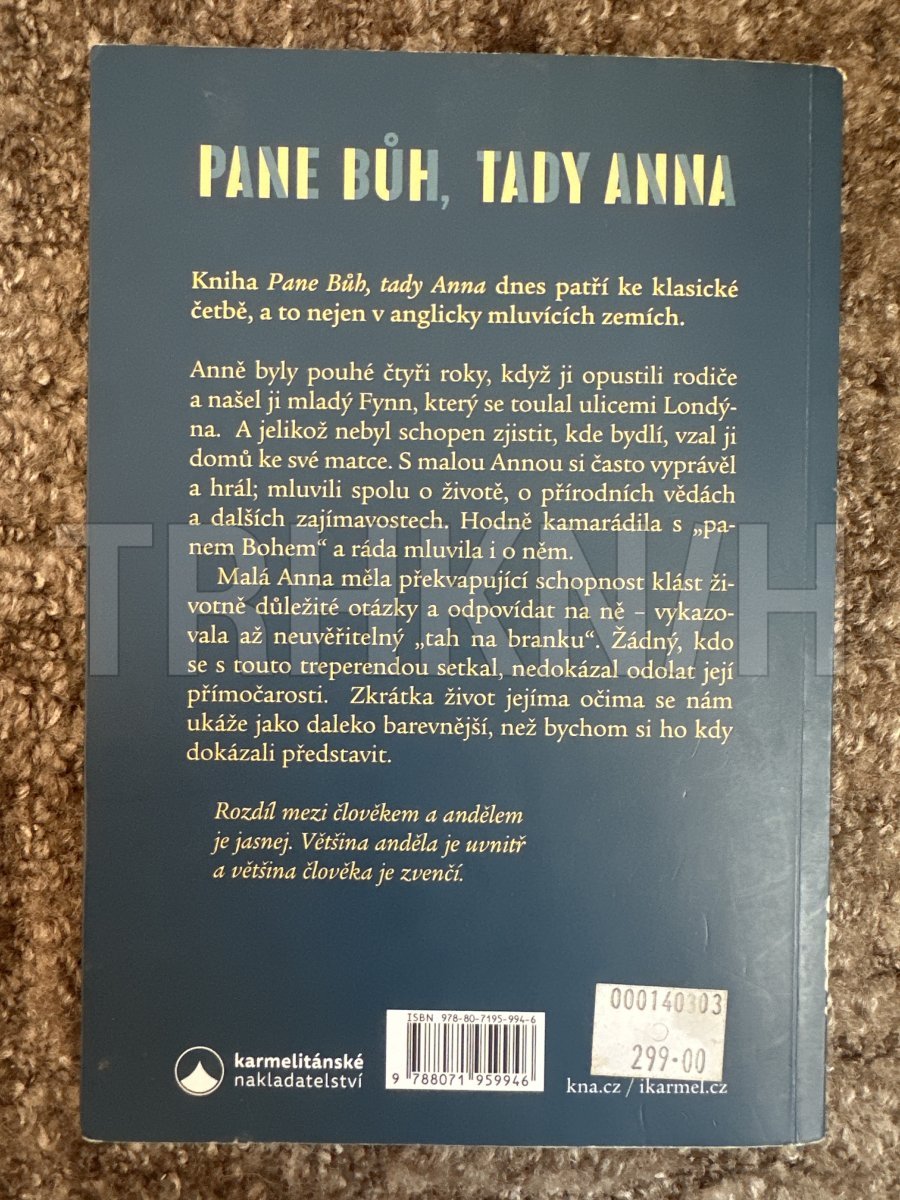 PANE BŮH, TADY ANNA
Kniha Pane Bůh, tady Anna dnes patří ke klasické
četbě, a to nejen v anglicky mluvících zemích.
Anně byly pouhé čtyři roky, když ji opustili rodiče
a našel ji mladý Fynn, který se toulal ulicemi Londý-
na. A jelikož nebyl schopen zjistit, kde bydlí, vzal ji
domů ke své matce. S malou Annou si často vyprávěl
a hrál; mluvili spolu o životě, o přírodních vědách
a dalších zajímavostech. Hodně kamarádila s „pa-
nem Bohem“ a ráda mluvila i o něm.
Malá Anna měla překvapující schopnost klást ži-
votně důležité otázky a odpovídat na ně – vykazo-
vala až neuvěřitelný „tah na branku“. Žádný, kdo
se s touto treperendou setkal, nedokázal odolat její
přímočarosti. Zkrátka život jejíma očima se nám
ukáže jako daleko barevnější, než bychom si ho kdy
dokázali představit.
Rozdíl mezi člověkem a andělem
je jasnej. Většina anděla je uvnitř
a většina člověka je zvenčí.
TRHKNIH
karmelitánské
nakladatelství
ISBN 978-80-7195-994-6
9 788071 959946
000140303
299·00
kna.cz / ikarmel.cz